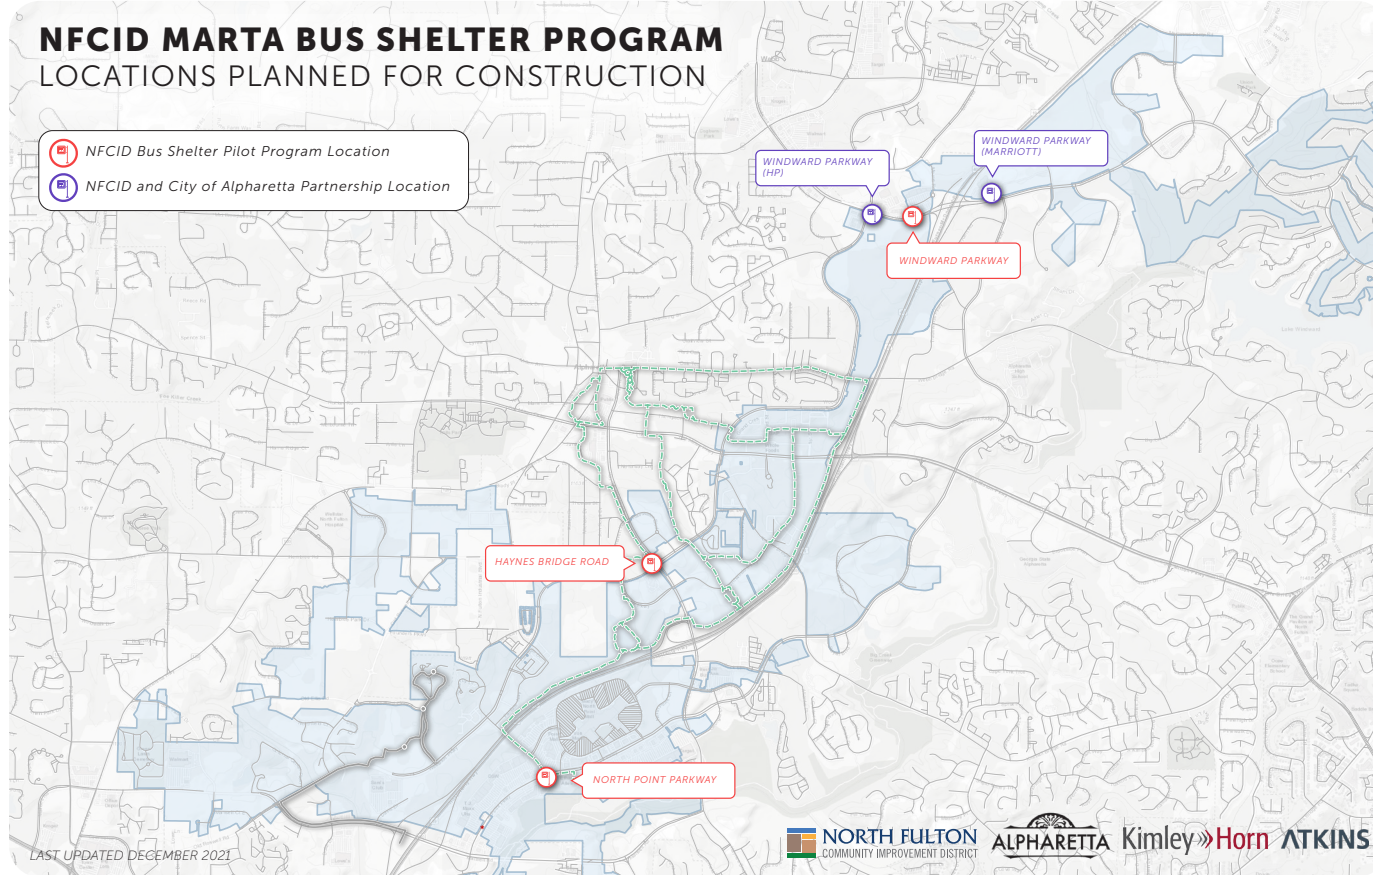 NFCID MARTA BUS SHELTER PROGRAM
LOCATIONS PLANNED FOR CONSTRUCTION
NFCID Bus Shelter Pilot Program Location
NFCID and City of Alpharetta Partnership Location
WINDWARD PARKWAY
(MARRIOTT)
WINDWARD PARKWAY
(HP)
WINDWARD PARKWAY
HAYNES BRIDGE ROAD
NORTH POINT PARKWAY
LAST UPDATED DECEMBER 2021
NORTH FULTON
COMMUNITY IMPROVEMENT DISTRICT
ALPHARETTA
Kimley»Horn
ATKINS